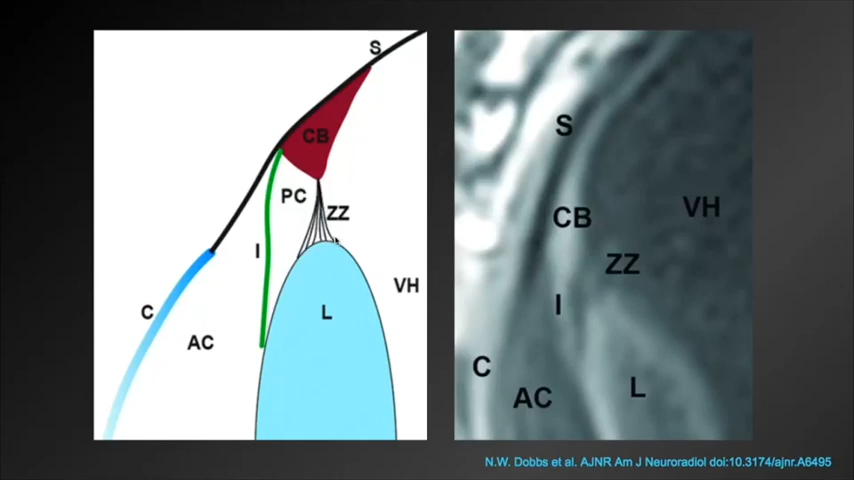 S
CB
PC
ZZ
I
VH
C
L
AC
S
VH
CB
ZZ
I
C
L
AC
N.W. Dobbs et al. AJNR Am J Neuroradiol doi:10.3174/ajnr.A6495